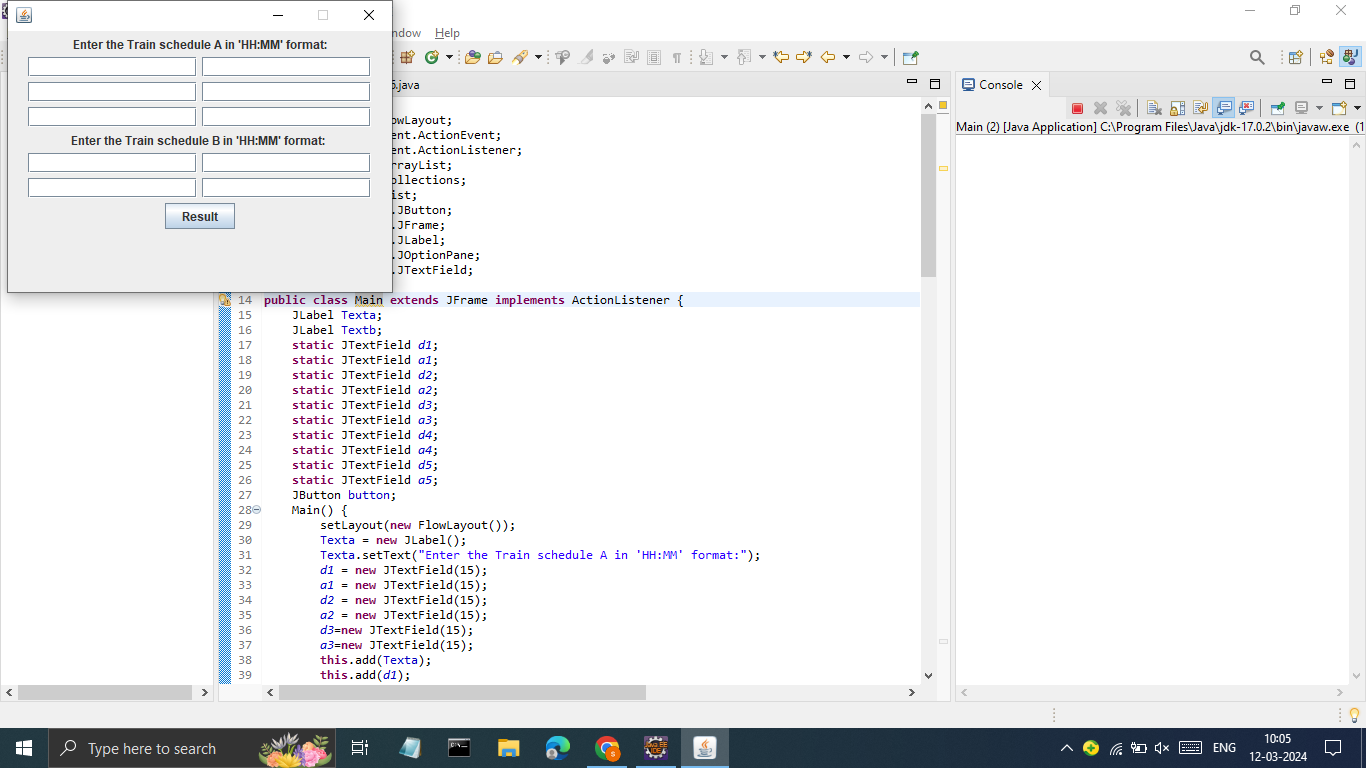 Enter the Train schedule A in 'HH:MM' format:
Enter the Train schedule B in 'HH:MM' format:
Result
Help
.java
Console
Main (2) [Java Application] C:\Program Files\Java\jdk-17.0.2\bin\javaw.exe (1
owLayout;
ent.ActionEvent;
ent.ActionListener;
rrayList;
ollections;
ist;
.JButton;
.JFrame;
.JLabel;
.JOptionPane;
.JTextField;
14 public class Main extends JFrame implements ActionListener {
15 JLabel Texta;
16 JLabel Textb;
17 static JTextField d1;
18 static JTextField a1;
19 static JTextField d2;
20 static JTextField a2;
21 static JTextField d3;
22 static JTextField a3;
23 static JTextField d4;
24 static JTextField a4;
25 static JTextField d5;
26 static JTextField a5;
27 JButton button;
28 Main() {
29 setLayout(new FlowLayout());
30 Texta = new JLabel();
31 Texta.setText("Enter the Train schedule A in 'HH:MM' format:");
32 d1 = new JTextField(15);
33 a1 = new JTextField(15);
34 d2 = new JTextField(15);
35 a2 = new JTextField(15);
36 d3=new JTextField(15);
37 a3=new JTextField(15);
38 this.add(Texta);
39 this.add(d1);
Type here to search
ENG
10:05
12-03-2024